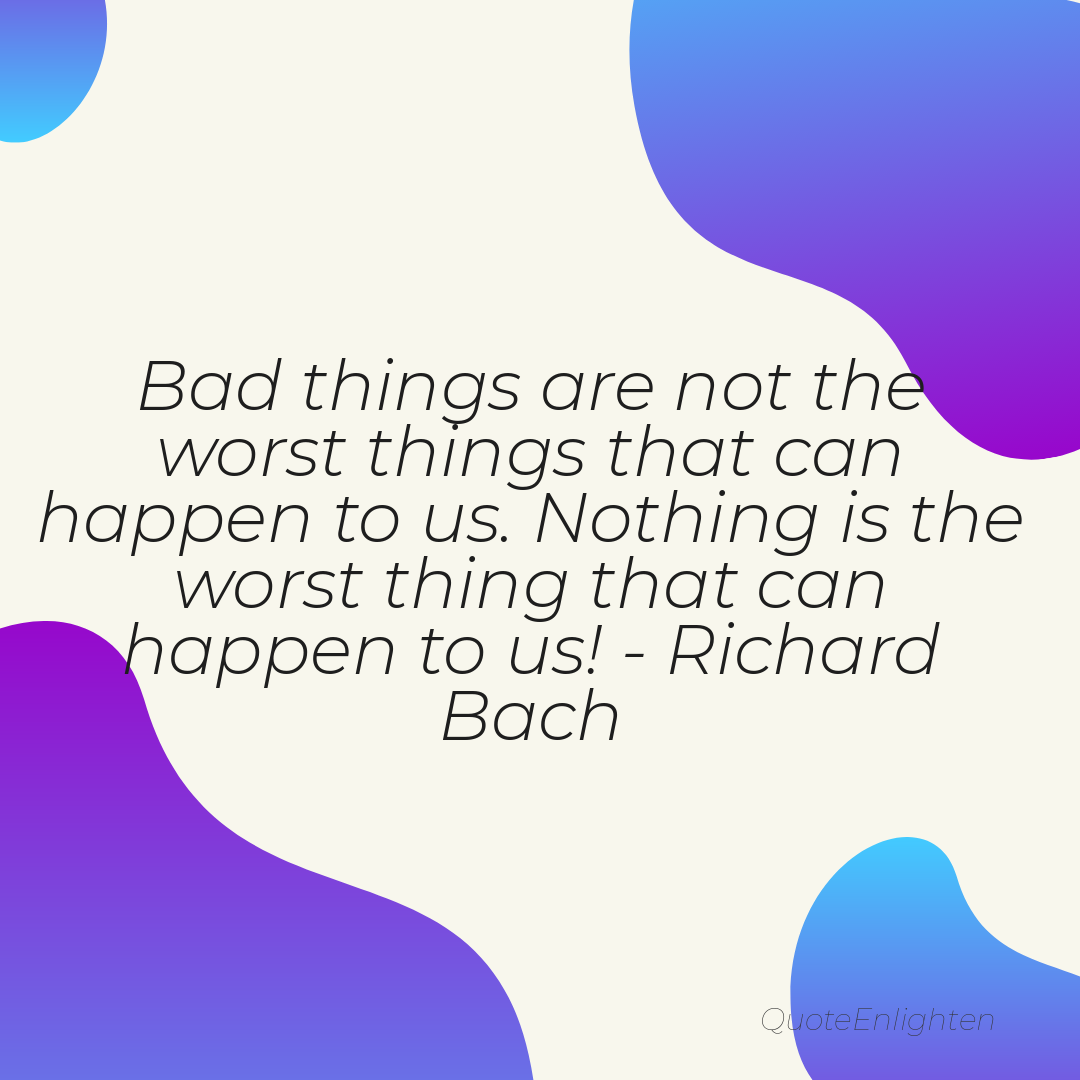 Bad things are not the
worst things that can
happen to us. Nothing is the
worst thing that can
happen to us! - Richard
Bach
QuoteEnlighten